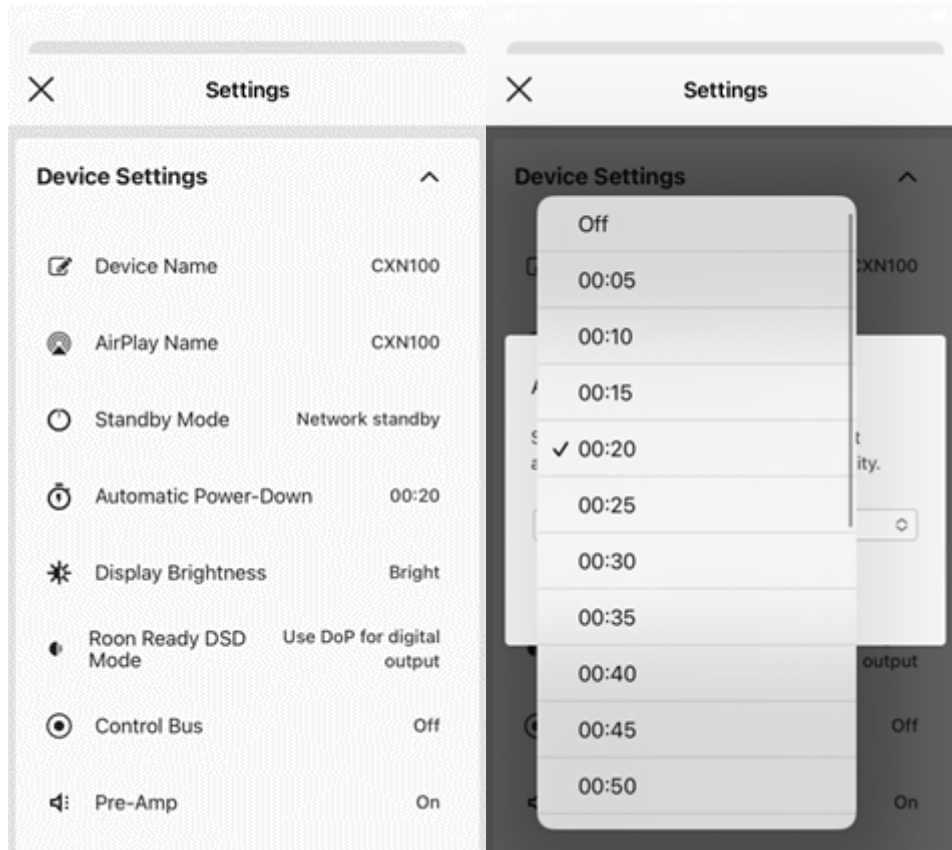 Settings
Device Settings
Device Name CXN100
AirPlay Name CXN100
Standby Mode Network standby
Automatic Power-Down 00:20
Display Brightness Bright
Roon Ready DSD Use DoP for digital
Mode output
Control Bus Off
Pre-Amp On
Settings
Device Settings
Off
CXN100
00:05
00:10
00:15
00:20
ity.
00:25
00:30
00:35
00:40
output
00:45
Off
00:50
On